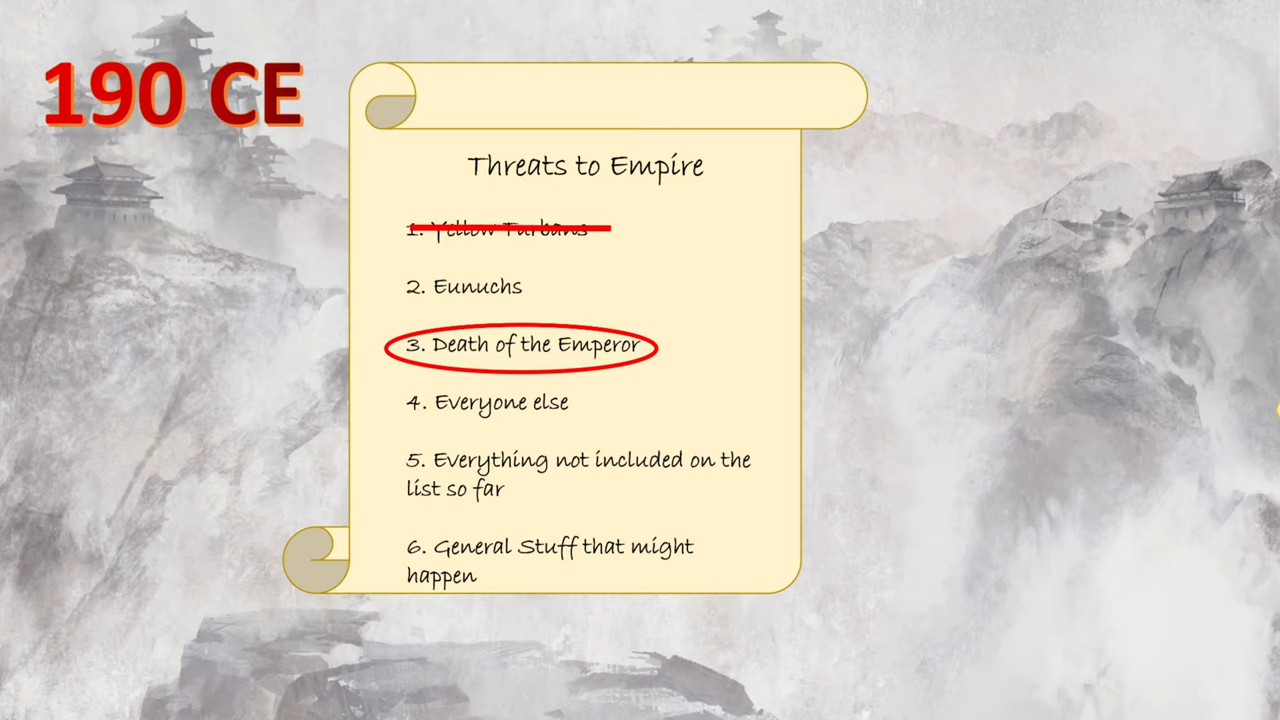 190 CE
Threats to Empire
1. Yellow Turbans
2. Eunuchs
3. Death of the Emperor
4. Everyone else
5. Everything not included on the
list so far
6. General Stuff that might
happen